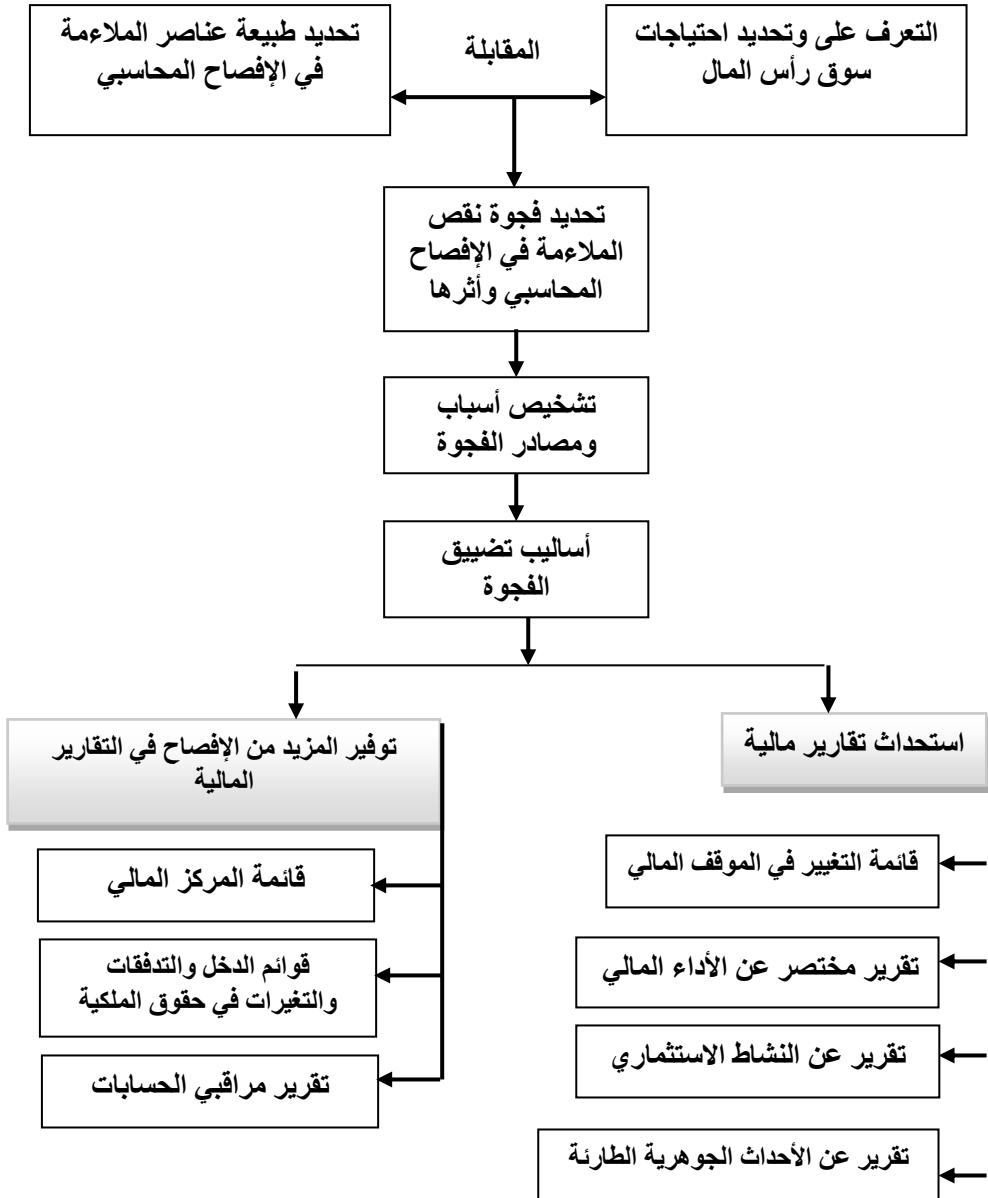 التعرف على وتحديد احتياجات
سوق رأس المال
المقابلة
تحديد طبيعة عناصر الملاءمة
في الإفصاح المحاسبي
تحديد فجوة نقص
الملاءمة في الإفصاح
المحاسبي وأثرها
تشخيص أسباب
ومصادر الفجوة
أساليب تضييق
الفجوة
استحداث تقارير مالية
قائمة التغيير في الموقف المالي
تقرير مختصر عن الأداء المالي
تقرير عن النشاط الاستثماري
تقرير عن الأحداث الجوهرية الطارئة
توفير المزيد من الإفصاح في التقارير
المالية
قائمة المركز المالي
قوائم الدخل والتدفقات
والتغيرات في حقوق الملكية
تقرير مراقبي الحسابات